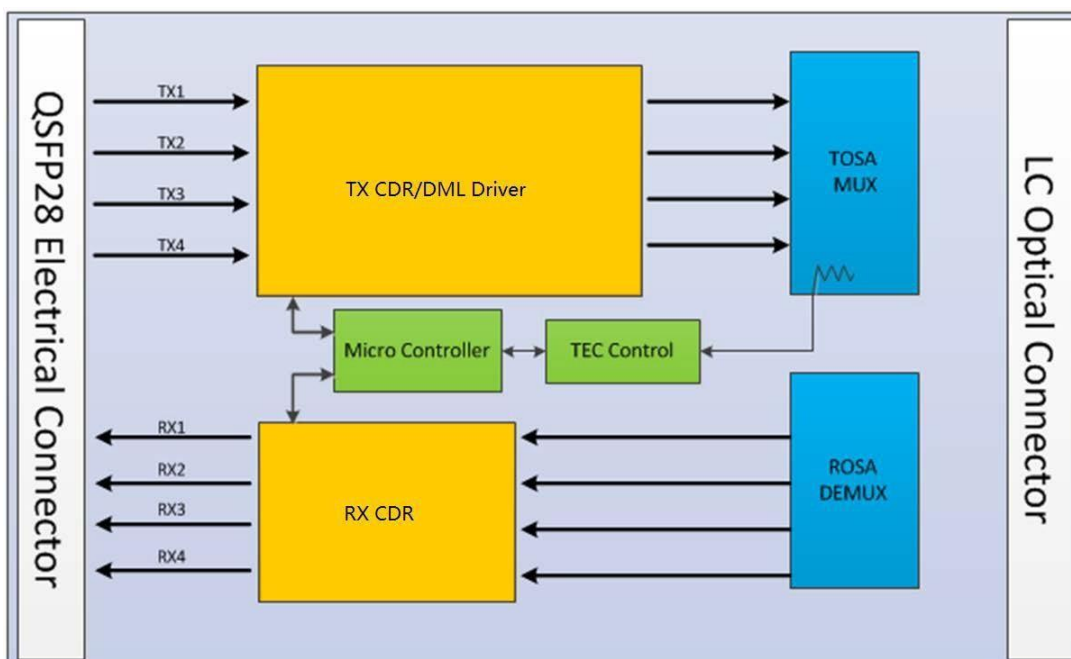 QSFP28 Electrical Connector
TX1
TX2
TX3
TX4
TX CDR/DML Driver
TOSA
MUX
LC Optical Connector
Micro Controller
TEC Control
RX1
RX2
RX3
RX4
RX CDR
ROSA
DEMUX